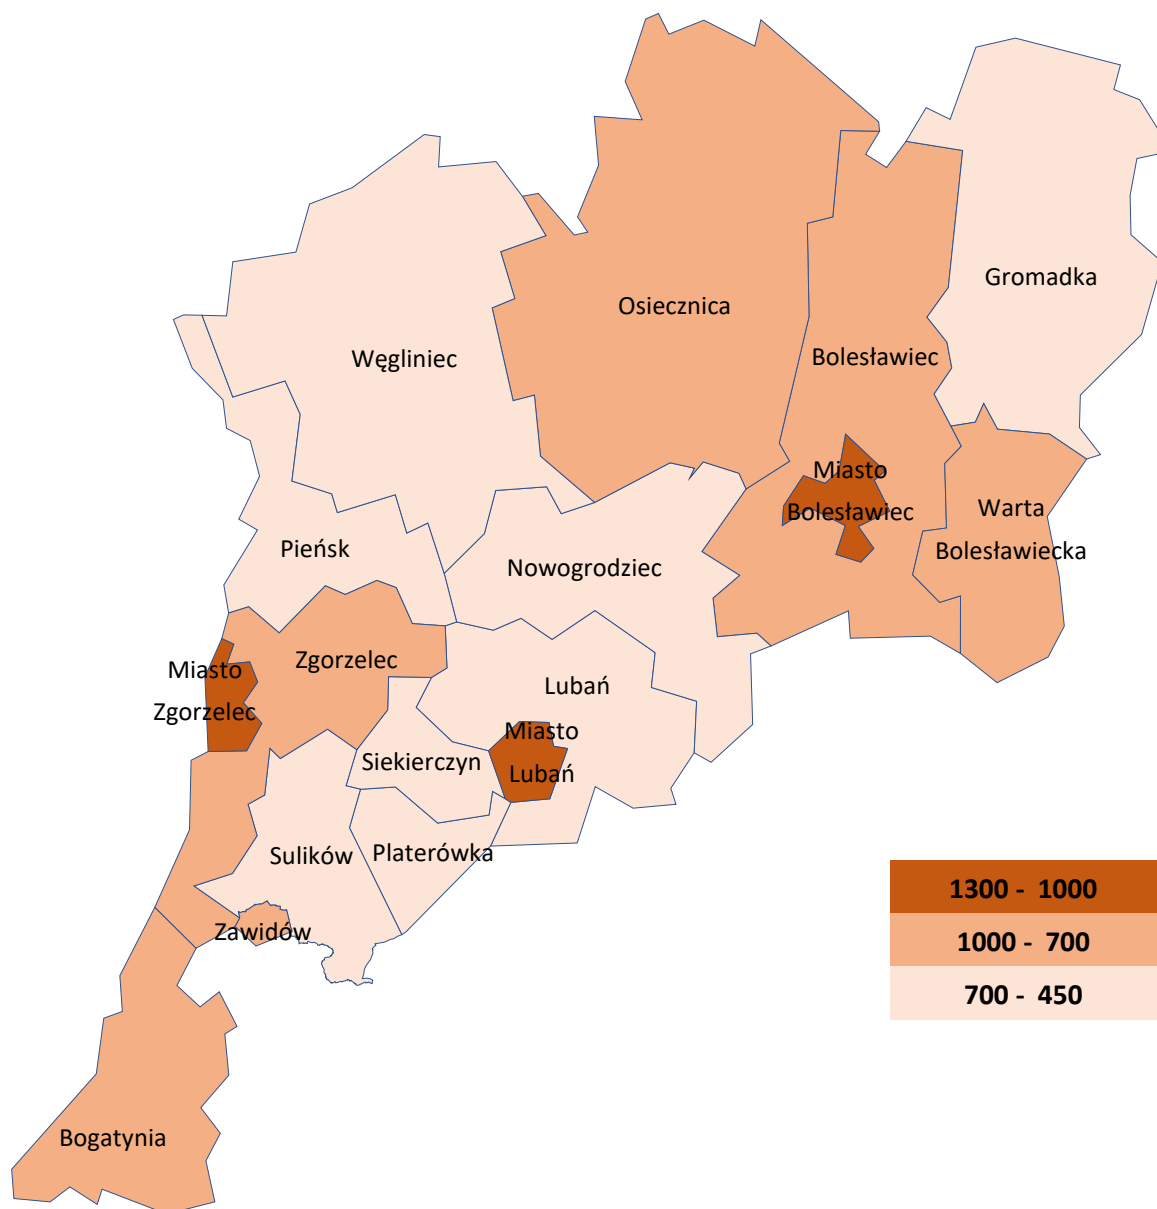 Gromadka
Osiecznica
Węgliniec
Bolesławiec
Miasto
Bolesławiec
Warta
Bolesławiecka
Pieńsk
Nowogrodziec
Zgorzelec
Miasto
Zgorzelec
Lubań
Miasto
Lubań
Siekierczyn
Sulików
Platerówka
Zawidów
Bogatynia
1300 - 1000
1000 - 700
700 - 450